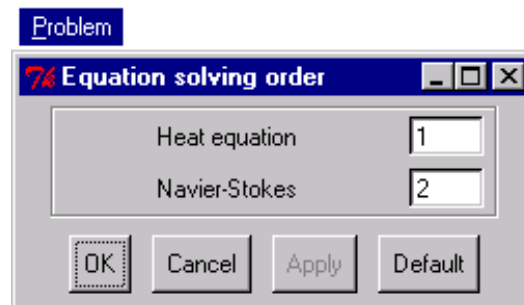 Problem
Equation solving order
Heat equation 1
Navier-Stokes 2
OK Cancel Apply Default